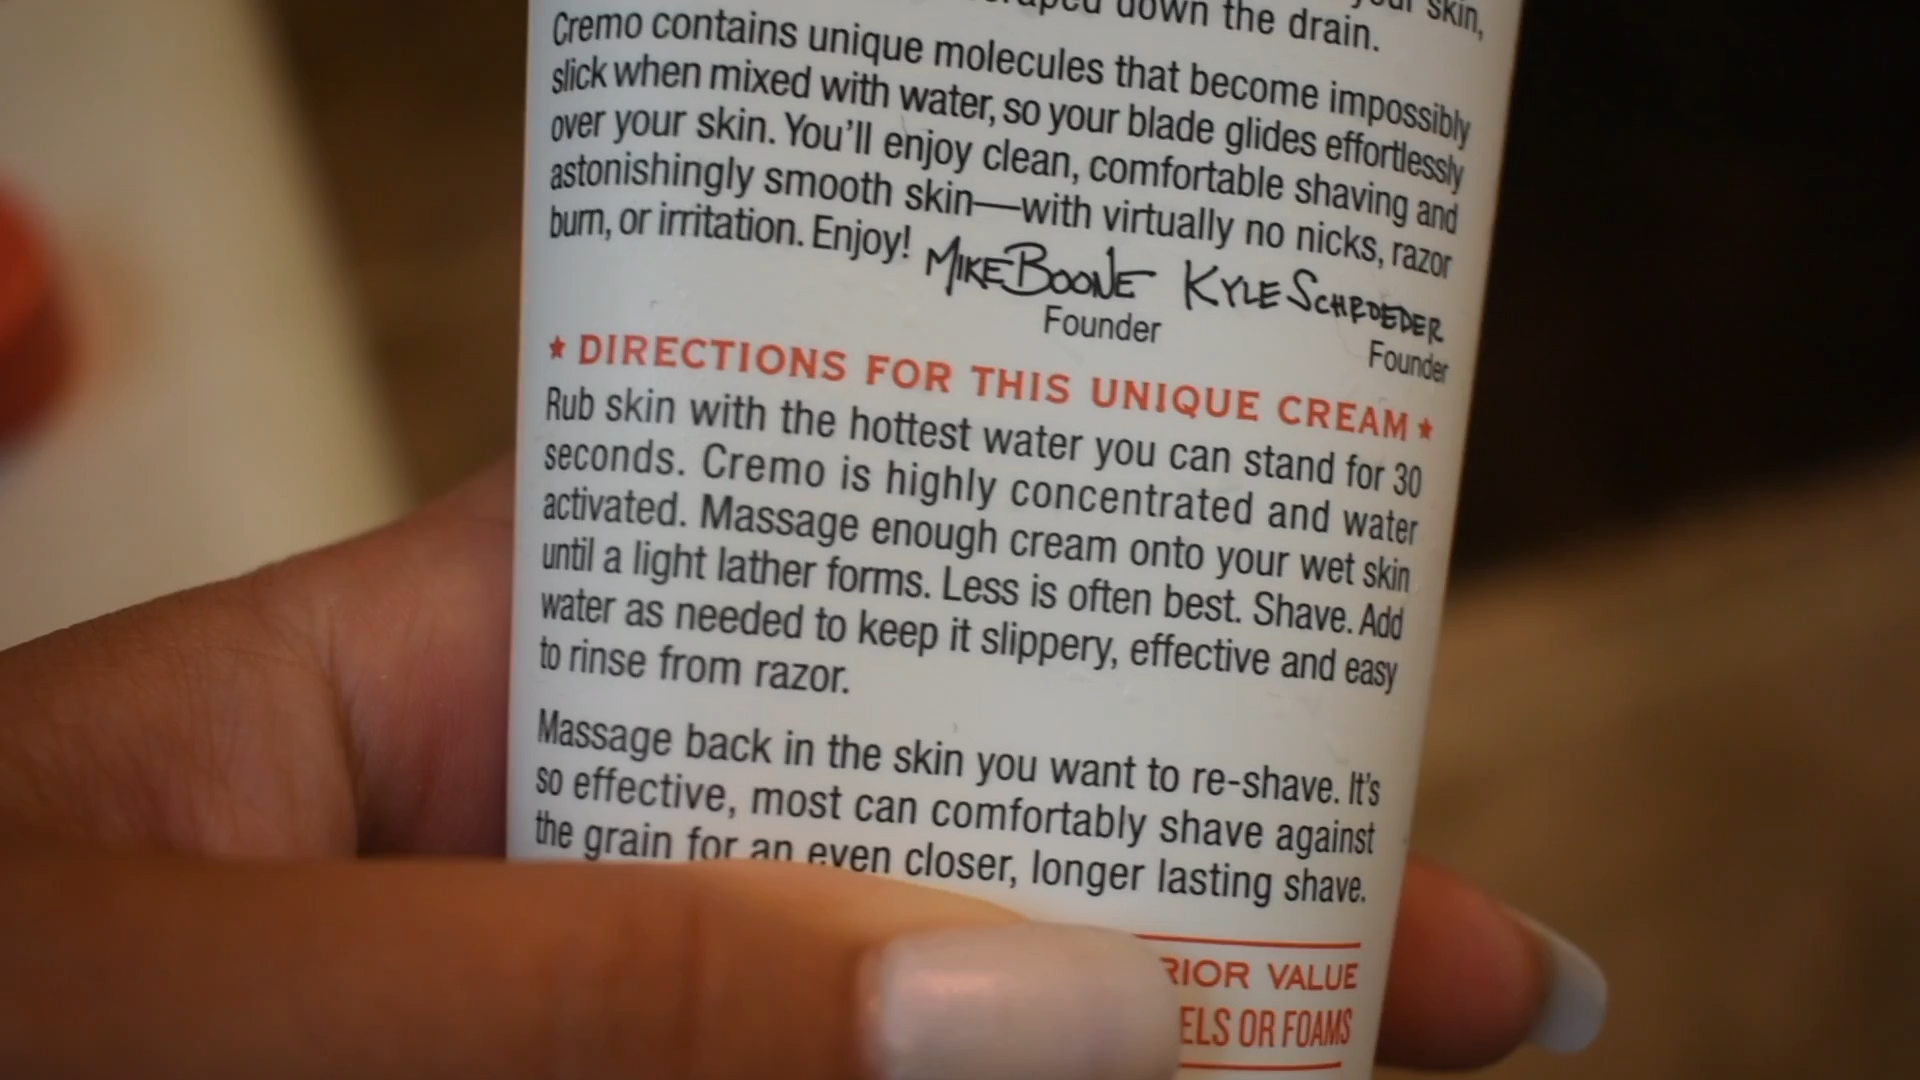 your skin,
down the drain.
Cremo contains unique molecules that become impossibly
slick when mixed with water, so your blade glides effortlessly
over your skin. You'll enjoy clean, comfortable shaving and
astonishingly smooth skin—with virtually no nicks, razor
burn, or irritation. Enjoy!
MIKE BOONE KYLE SCHROEDER
Founder Founder
★ DIRECTIONS FOR THIS UNIQUE CREAM ★
Rub skin with the hottest water you can stand for 30
seconds. Cremo is highly concentrated and water
activated. Massage enough cream onto your wet skin
until a light lather forms. Less is often best. Shave. Add
water as needed to keep it slippery, effective and easy
to rinse from razor.
Massage back in the skin you want to re-shave. It's
so effective, most can comfortably shave against
the grain for an even closer, longer lasting shave.
RIOR VALUE
ELS OR FOAMS